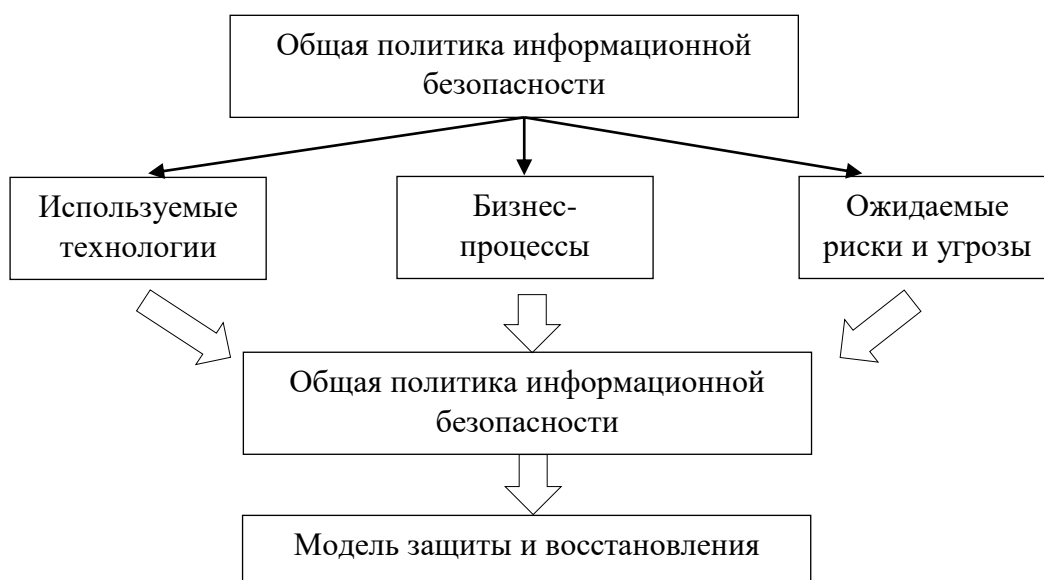 Общая политика информационной
безопасности
Используемые
технологии
Бизнес-
процессы
Ожидаемые
риски и угрозы
Общая политика информационной
безопасности
Модель защиты и восстановления